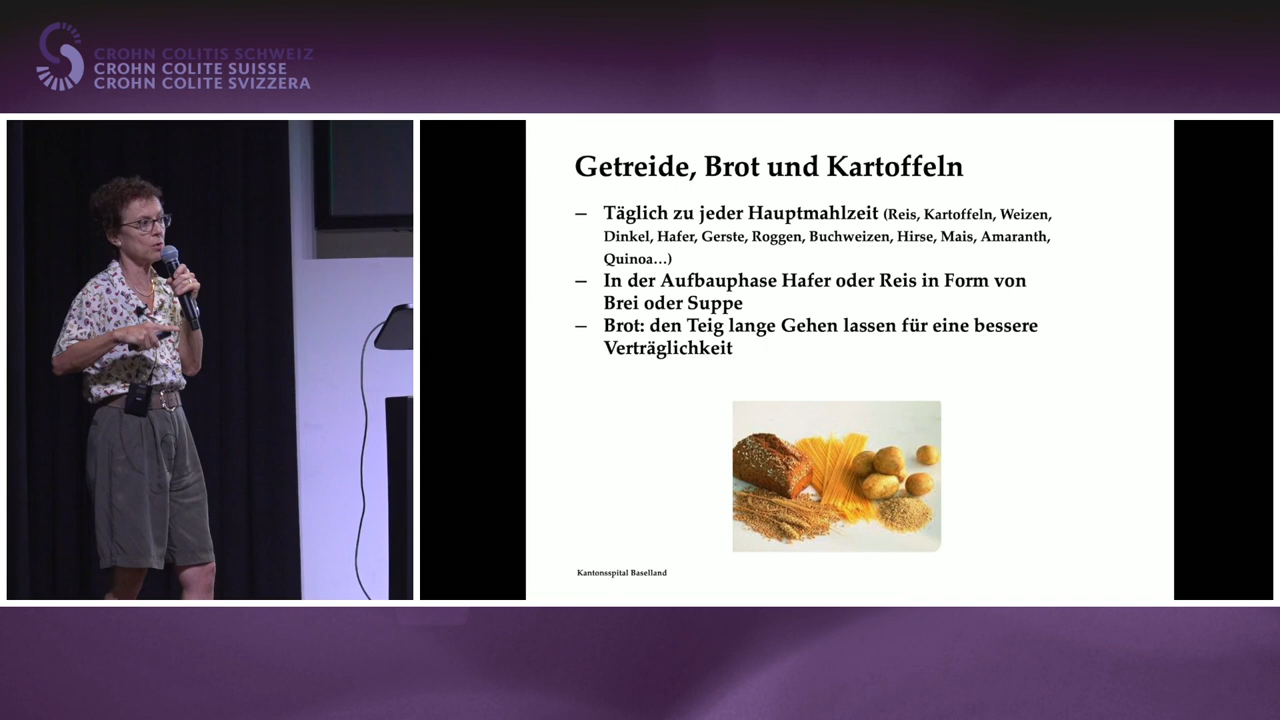 CROHN COLITIS SCHWEIZ
CROHN COLITE SUISSE
CROHN COLITE SVIZZERA
Getreide, Brot und Kartoffeln
– Täglich zu jeder Hauptmahlzeit (Reis, Kartoffeln, Weizen,
Dinkel, Hafer, Gerste, Roggen, Buchweizen, Hirse, Mais, Amaranth,
Quinoa...)
– In der Aufbauphase Hafer oder Reis in Form von
Brei oder Suppe
– Brot: den Teig lange Gehen lassen für eine bessere
Verträglichkeit
Kantonsspital Baselland